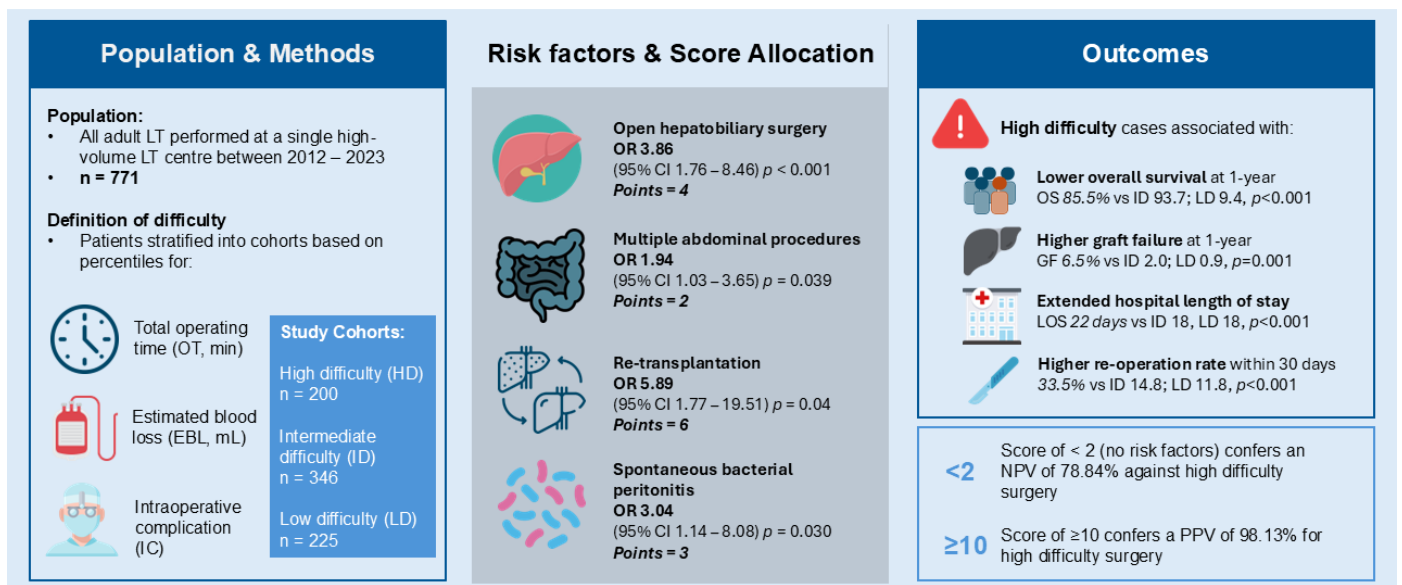 Population & Methods
Population:
• All adult LT performed at a single high-
volume LT centre between 2012 – 2023
• n = 771
Definition of difficulty
• Patients stratified into cohorts based on
percentiles for:
Total operating
time (OT, min)
Estimated blood
loss (EBL, mL)
Intraoperative
complication
(IC)
Study Cohorts:
High difficulty (HD)
n = 200
Intermediate
difficulty (ID)
n = 346
Low difficulty (LD)
n = 225
Risk factors & Score Allocation
Open hepatobiliary surgery
OR 3.86
(95% CI 1.76 – 8.46) p < 0.001
Points = 4
Multiple abdominal procedures
OR 1.94
(95% CI 1.03 – 3.65) p = 0.039
Points = 2
Re-transplantation
OR 5.89
(95% CI 1.77 – 19.51) p = 0.04
Points = 6
Spontaneous bacterial
peritonitis
OR 3.04
(95% CI 1.14 – 8.08) p = 0.030
Points = 3
Outcomes
High difficulty cases associated with:
Lower overall survival at 1-year
OS 85.5% vs ID 93.7; LD 9.4, p<0.001
Higher graft failure at 1-year
GF 6.5% vs ID 2.0; LD 0.9, p=0.001
Extended hospital length of stay
LOS 22 days vs ID 18, LD 18, p<0.001
Higher re-operation rate within 30 days
33.5% vs ID 14.8; LD 11.8, p<0.001
<2
Score of < 2 (no risk factors) confers an
NPV of 78.84% against high difficulty
surgery
≥10
Score of ≥10 confers a PPV of 98.13% for
high difficulty surgery